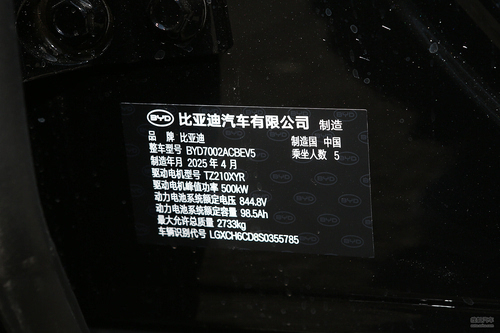 BYD 比亚迪汽车有限公司 制造
品 牌 比亚迪 制造国 中国
整车型号 BYD7002ACBEV5 乘坐人数 5
制造年月 2025 年 4 月
驱动电机型号 TZ210XYR
驱动电机峰值功率 500kW
动力电池系统额定电压 844.8V
动力电池系统额定容量 98.5Ah
最大允许总质量 2733kg
车辆识别代号 LGXCH6CD8S0355785